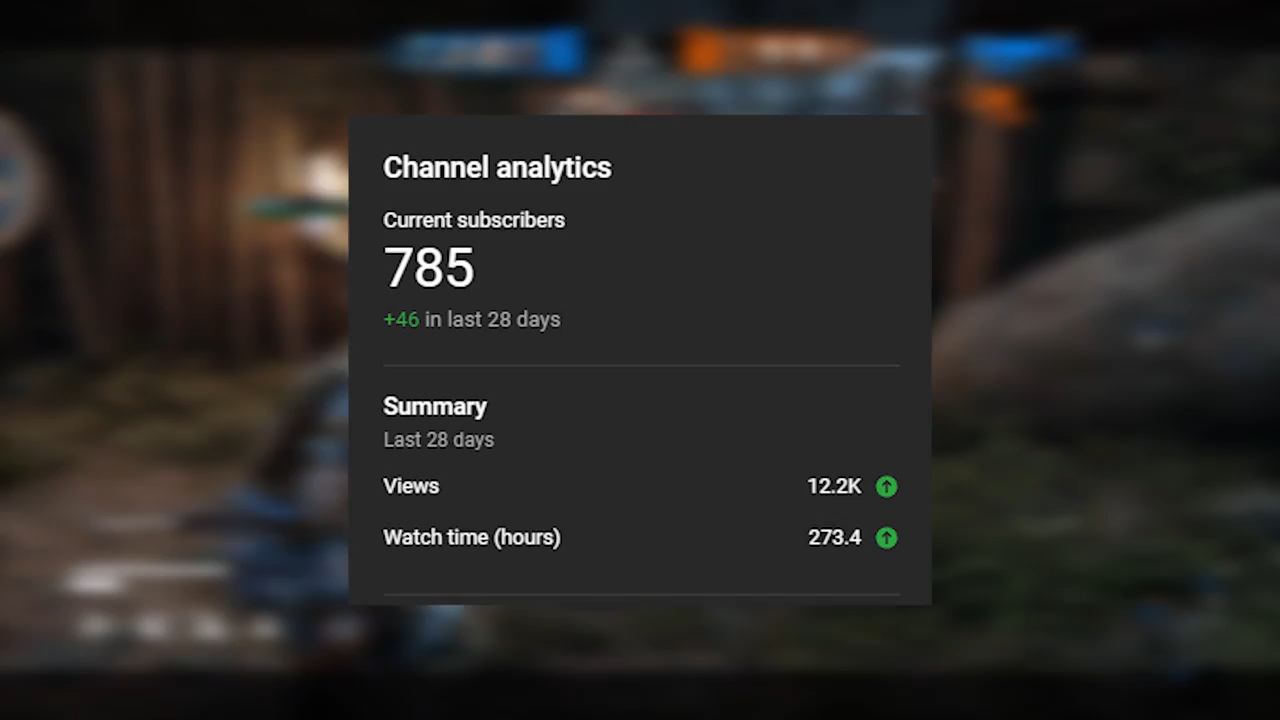 Channel analytics
Current subscribers
785
+46 in last 28 days
Summary
Last 28 days
Views 12.2K
Watch time (hours) 273.4